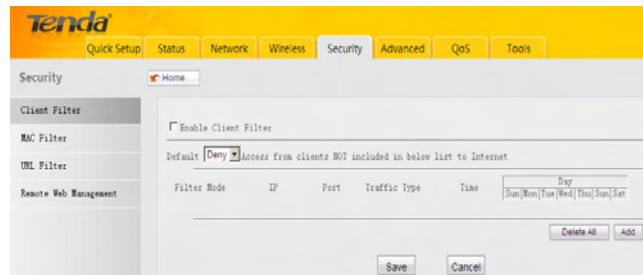 Tenda
Quick Setup Status Network Wireless Security Advanced QoS Tools
Security
Home
Client Filter
MAC Filter
URL Filter
Remote Web Management
Enable Client Filter
Default Deny Access from clients NOT included in below list to Internet
Filter Mode IP Port Traffic Type Time Day
Sun Mon Tue Wed Thu Sun Sat
Delete All Add
Save Cancel